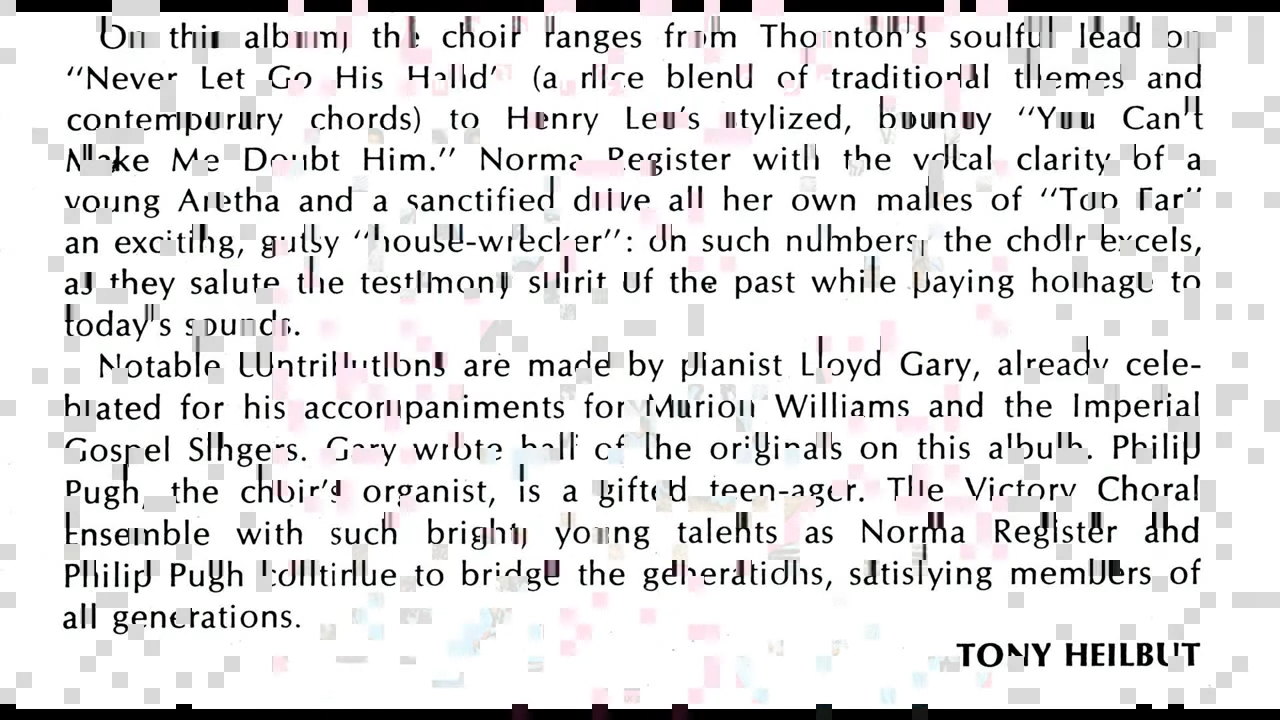 On this album, the choir ranges from Thornton's soulful lead on
"Never Let Go His Hand" (a nice blend of traditional themes and
contemporary chords) to Henry Leu's stylized, bouncy "You Can't
Make Me Doubt Him." Norma Register with the vocal clarity of a
young Aretha and a sanctified drive all her own makes of "Too Far"
an exciting, gutsy "house-wrecker": on such numbers, the choir excels,
as they salute the testimony spirit of the past while paying homage to
today's sounds.
Notable contributions are made by pianist Lloyd Gary, already cele-
brated for his accompaniments for Marion Williams and the Imperial
Gospel Singers. Gary wrote half of the originals on this album. Philip
Pugh, the choir's organist, is a gifted teen-ager. The Victory Choral
Ensemble with such bright, young talents as Norma Register and
Philip Pugh continue to bridge the generations, satisfying members of
all generations.
TONY HEILBUT